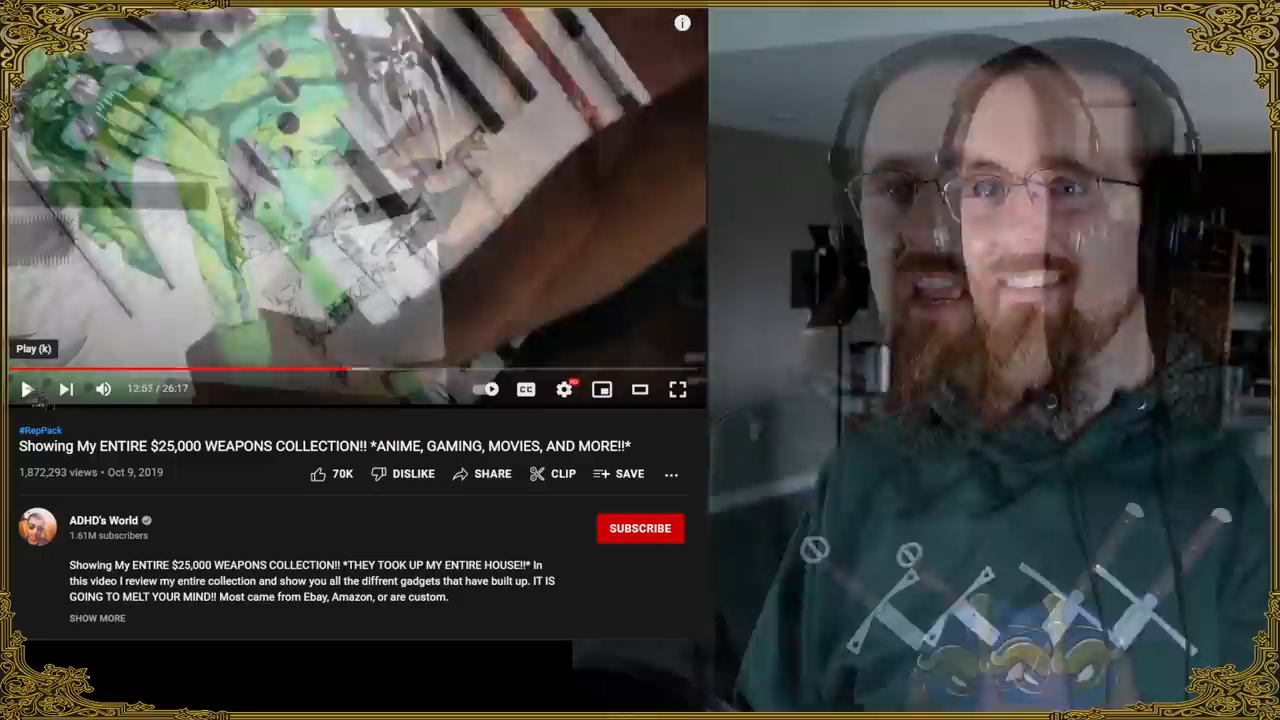 Play (k)
12:53 / 26:17
CC
HD
#RepPack
Showing My ENTIRE $25,000 WEAPONS COLLECTION!! *ANIME, GAMING, MOVIES, AND MORE!!*
1,872,293 views • Oct 9, 2019
70K DISLIKE SHARE CLIP SAVE ...
ADHD's World
1.61M subscribers
SUBSCRIBE
Showing My ENTIRE $25,000 WEAPONS COLLECTION!! *THEY TOOK UP MY ENTIRE HOUSE!!* In
this video I review my entire collection and show you all the diffrent gadgets that have built up. IT IS
GOING TO MELT YOUR MIND!! Most came from Ebay, Amazon, or are custom.
SHOW MORE